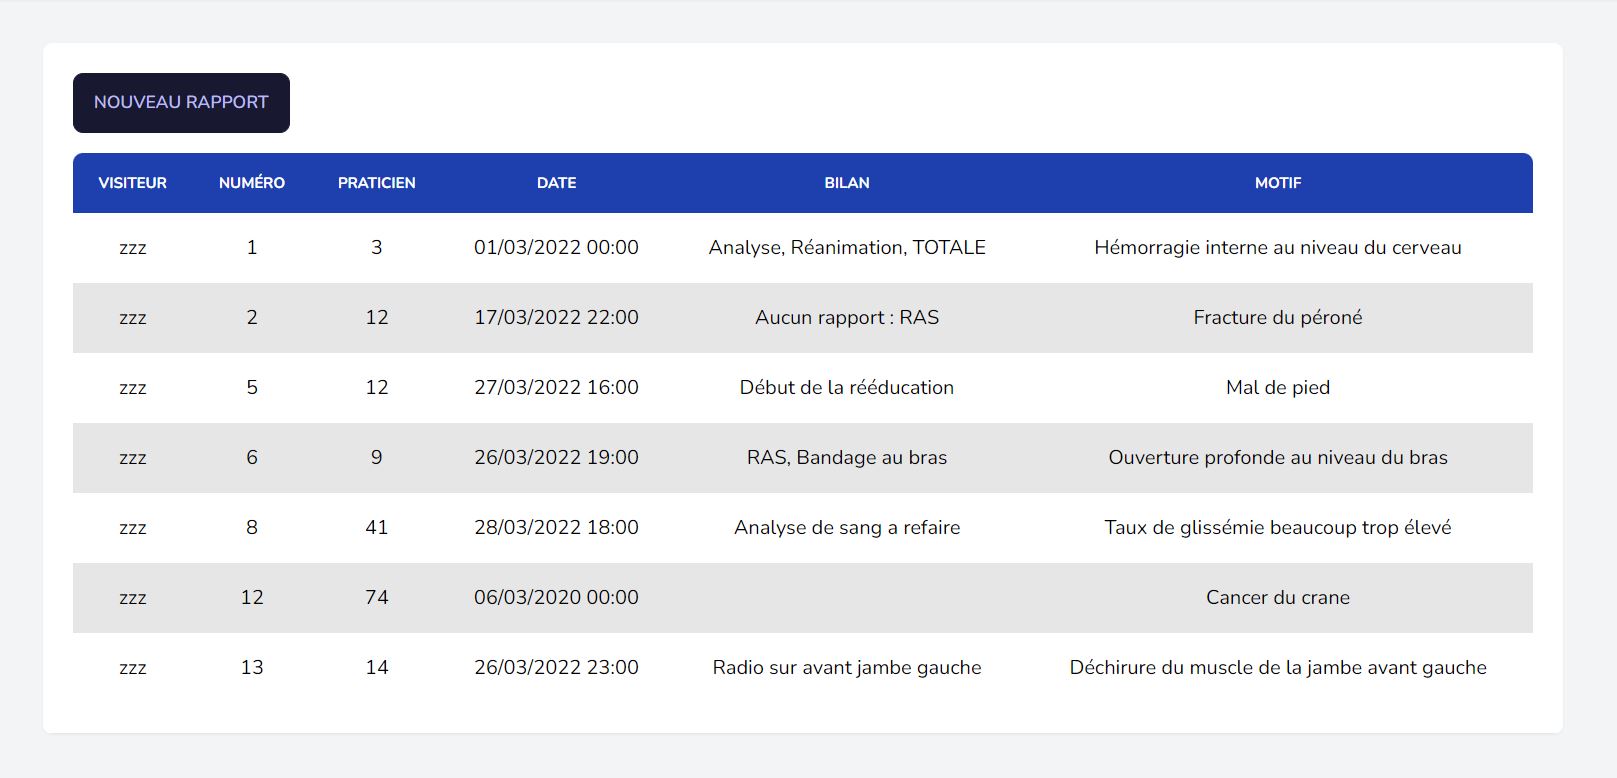 NOUVEAU RAPPORT
VISITEUR NUMÉRO PRATICIEN DATE BILAN MOTIF
zzz 1 3 01/03/2022 00:00 Analyse, Réanimation, TOTALE Hémorragie interne au niveau du cerveau
zzz 2 12 17/03/2022 22:00 Aucun rapport : RAS Fracture du péroné
zzz 5 12 27/03/2022 16:00 Début de la rééducation Mal de pied
zzz 6 9 26/03/2022 19:00 RAS, Bandage au bras Ouverture profonde au niveau du bras
zzz 8 41 28/03/2022 18:00 Analyse de sang a refaire Taux de glissémie beaucoup trop élevé
zzz 12 74 06/03/2020 00:00 Cancer du crane
zzz 13 14 26/03/2022 23:00 Radio sur avant jambe gauche Déchirure du muscle de la jambe avant gauche